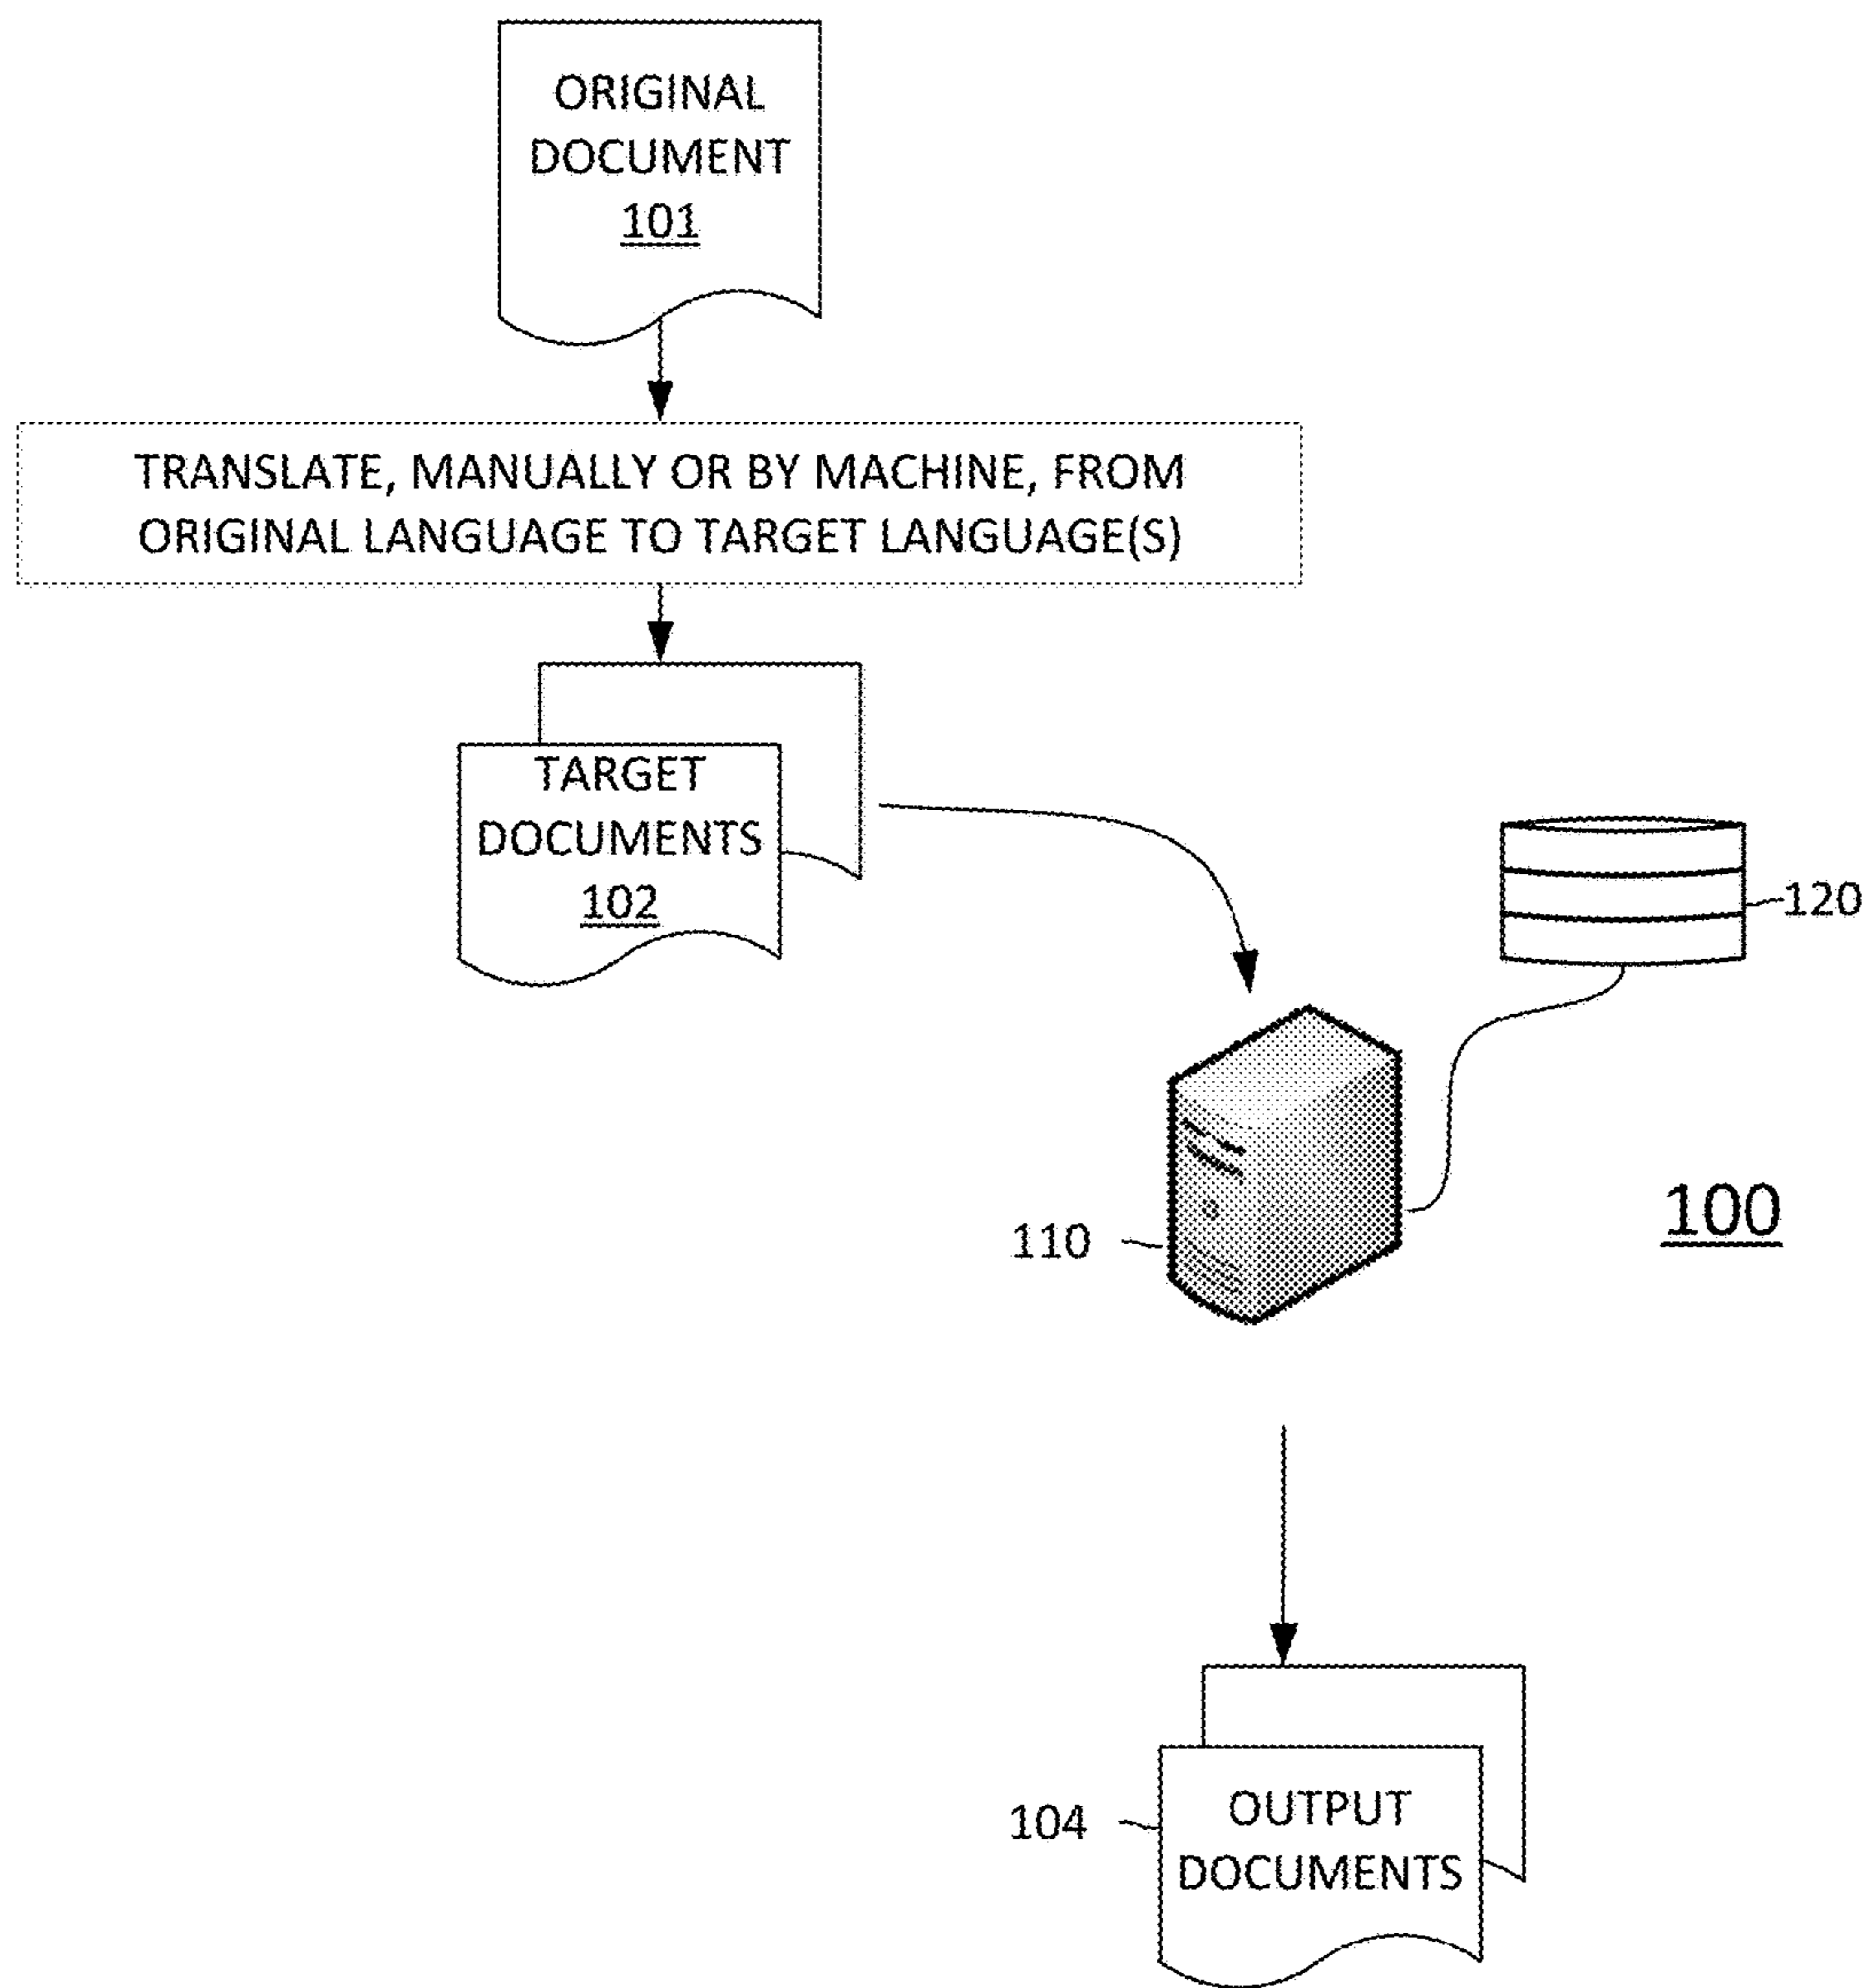 ORIGINAL
DOCUMENT
101
TRANSLATE, MANUALLY OR BY MACHINE, FROM
ORIGINAL LANGUAGE TO TARGET LANGUAGE(S)
TARGET
DOCUMENTS
102
120
110
100
104
OUTPUT
DOCUMENTS